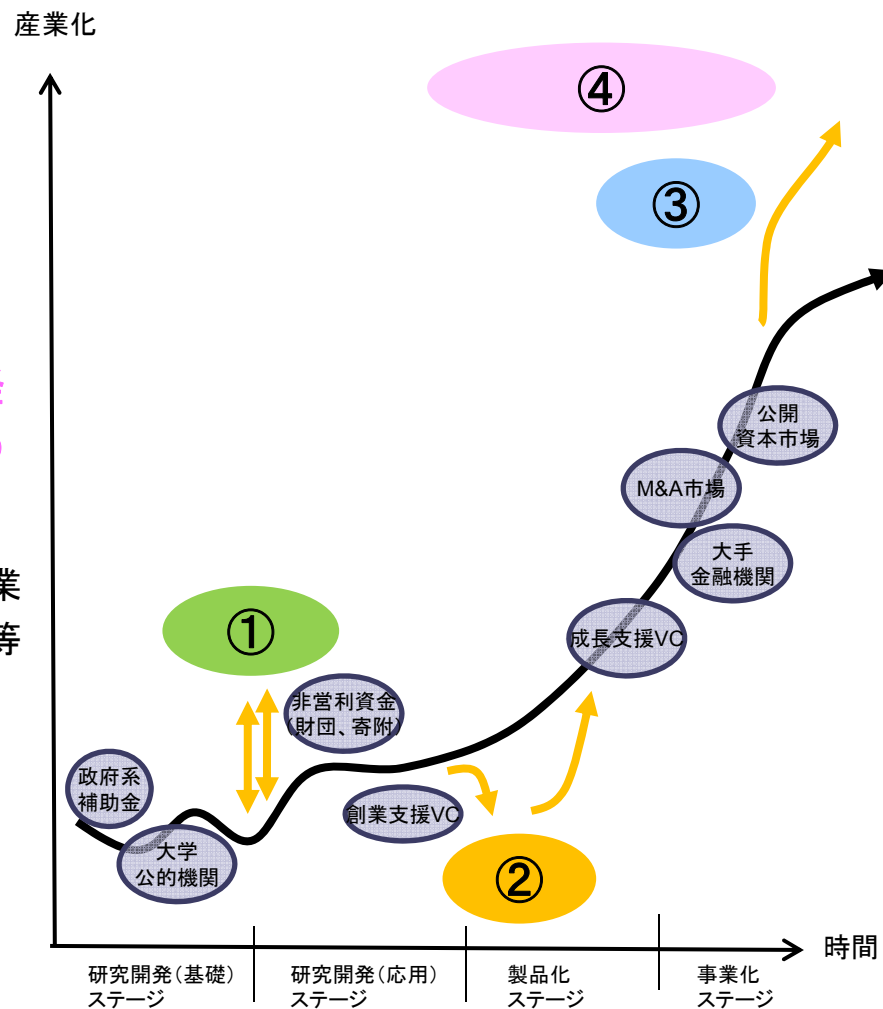 産業化
④
③
公開
資本市場
M&A市場
大手
金融機関
業
等
①
成長支援VC
非営利資金
(財団、寄附)
政府系
補助金
創業支援VC
大学
公的機関
②
時間
研究開発(基礎)
ステージ
研究開発(応用)
ステージ
製品化
ステージ
事業化
ステージ